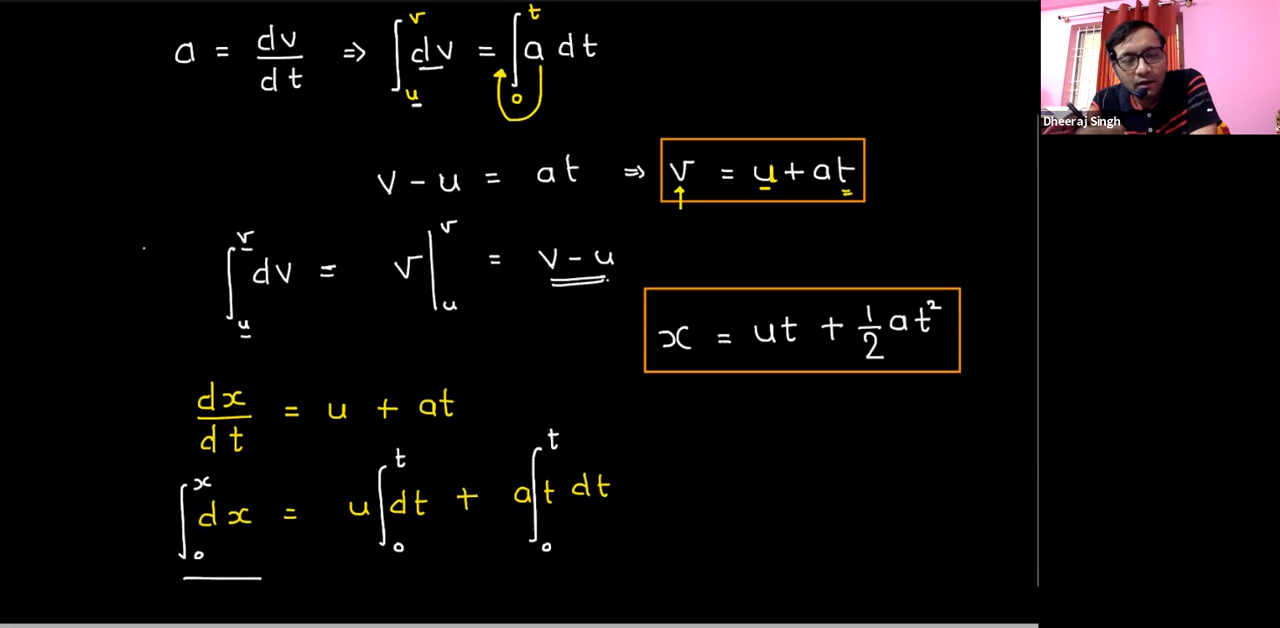 a = dv/dt ⇒ ∫_u^v dv = ∫_0^t a dt
v - u = at ⇒ v = u + at
∫_u^v dv = v|_u^v = v - u
x = ut + 1/2 at²
dx/dt = u + at
∫_0^x dx = u∫_0^t dt + a∫_0^t t dt
Dheeraj Singh